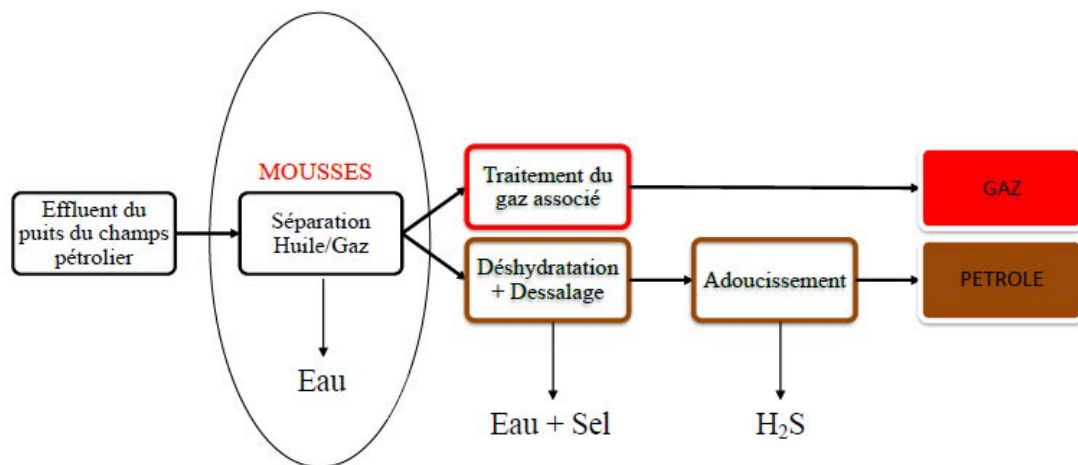 MOUSSES
Effluent du
puits du champs
pétrolier
Séparation
Huile/Gaz
Eau
Traitement du
gaz associé
GAZ
Déshydratation
+ Dessalage
Adoucissement
PETROLE
Eau + Sel
H₂S